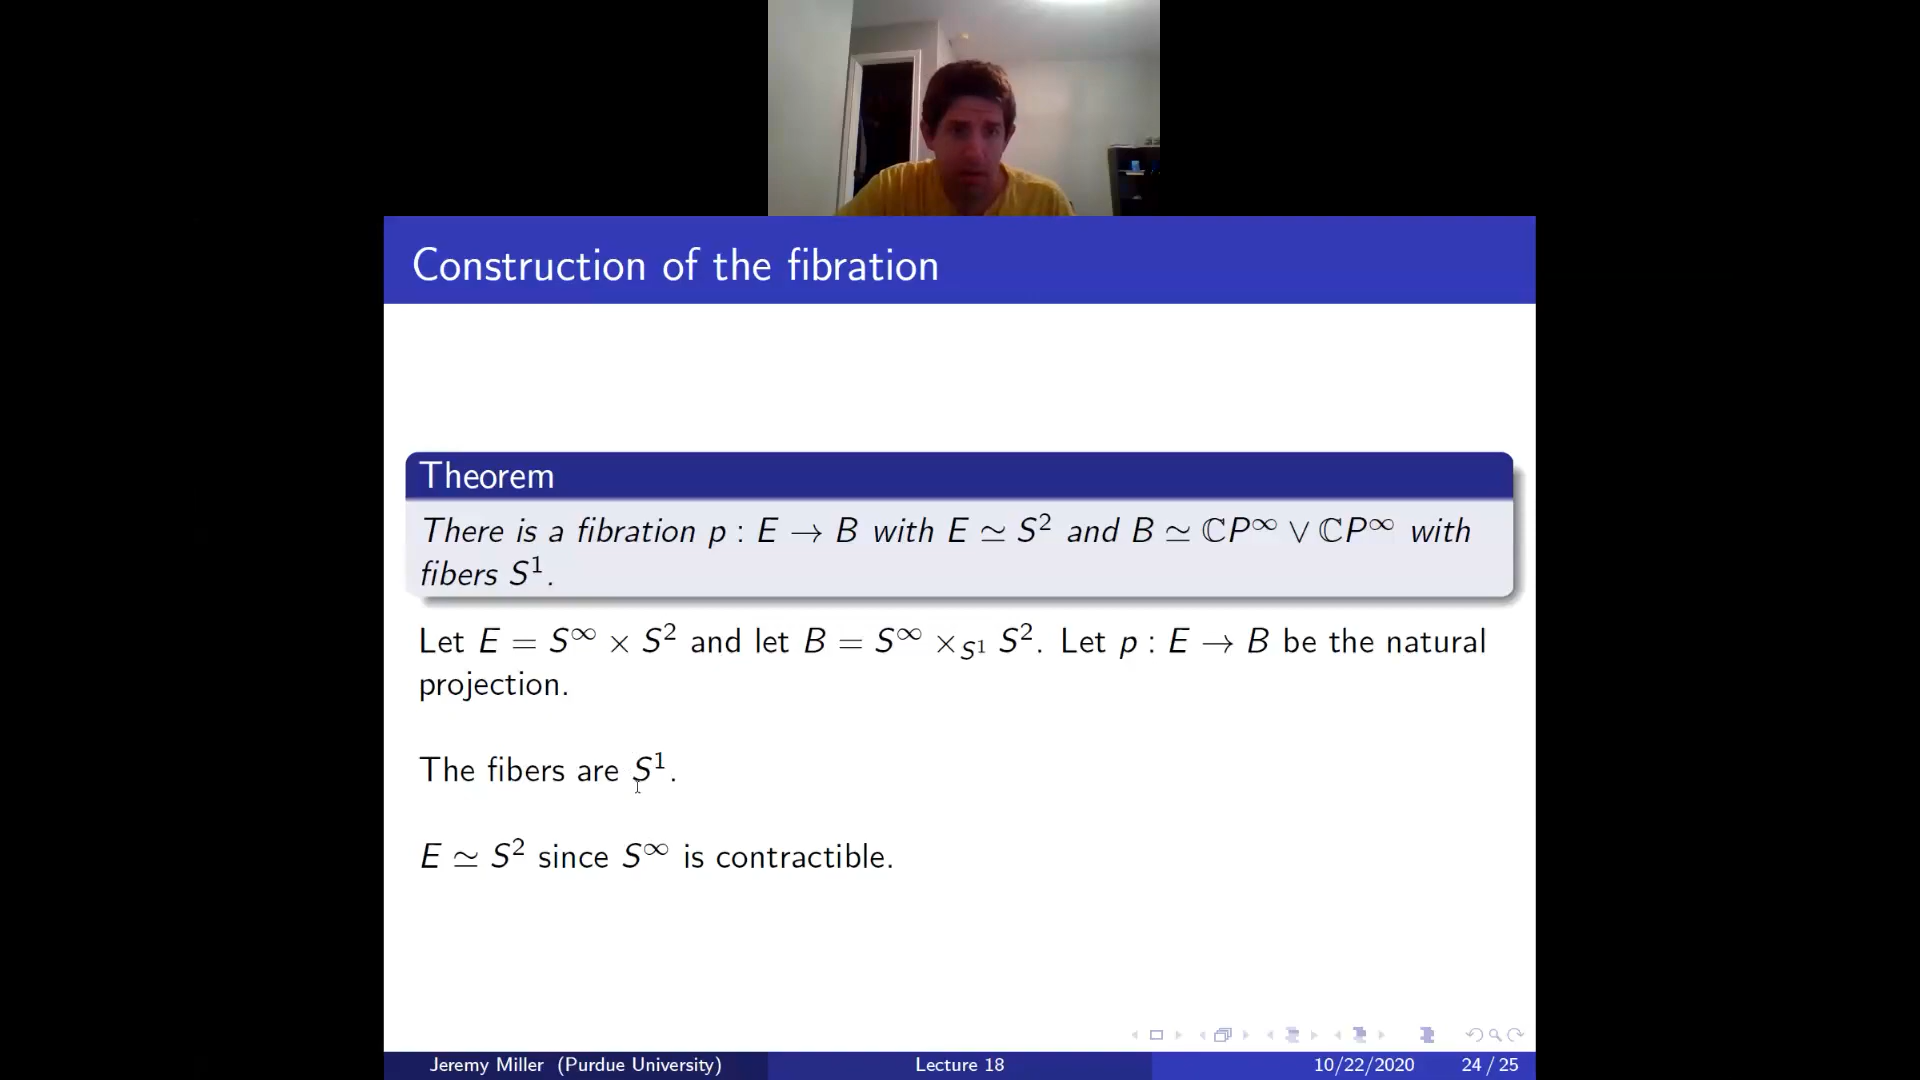 Construction of the fibration
Theorem
There is a fibration p : E → B with E ≃ S² and B ≃ ℂP^∞ ∨ ℂP^∞ with
fibers S¹.
Let E = S^∞ × S² and let B = S^∞ ×_{S¹} S². Let p : E → B be the natural
projection.
The fibers are S¹.
E ≃ S² since S^∞ is contractible.
Jeremy Miller (Purdue University) Lecture 18 10/22/2020 24 / 25